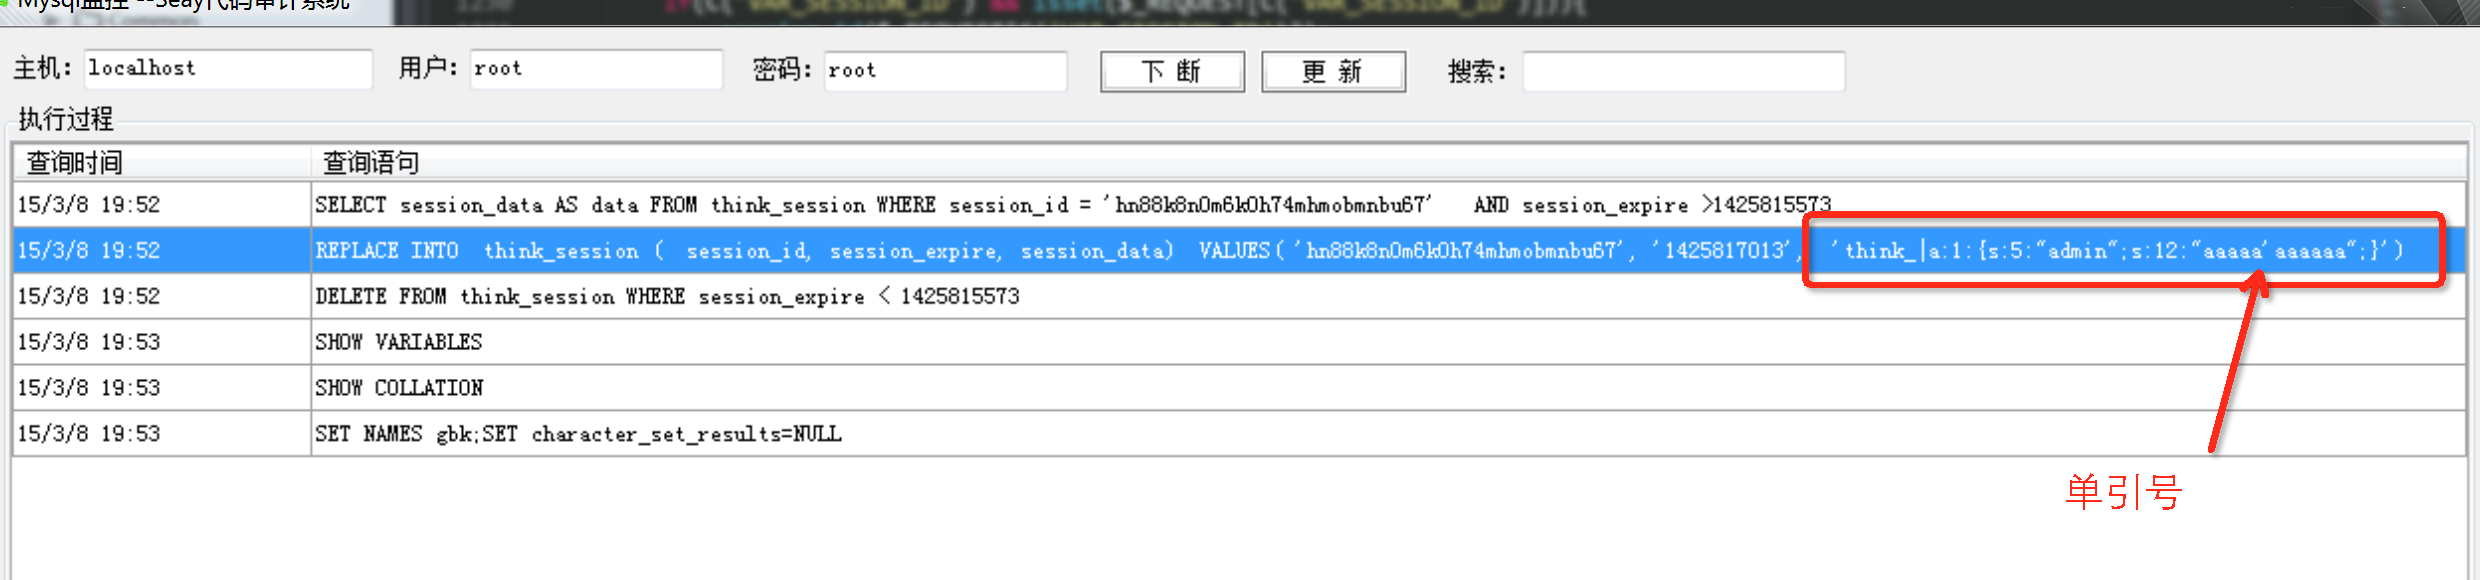 Mysql监控 --Seay代码审计系统
主机: localhost 用户: root 密码: root 下 断 更 新 搜索:
执行过程
查询时间 查询语句
15/3/8 19:52 SELECT session_data AS data FROM think_session WHERE session_id = 'hn88k8n0m6k0h74mhmobmnbu67'   AND session_expire >1425815573
15/3/8 19:52 REPLACE INTO  think_session (  session_id, session_expire, session_data)  VALUES('hn88k8n0m6k0h74mhmobmnbu67', '1425817013',  'think_|a:1:{s:5:"admin";s:12:"aaaaa'aaaaaa";}')
15/3/8 19:52 DELETE FROM think_session WHERE session_expire < 1425815573
15/3/8 19:53 SHOW VARIABLES
15/3/8 19:53 SHOW COLLATION
15/3/8 19:53 SET NAMES gbk;SET character_set_results=NULL
单引号